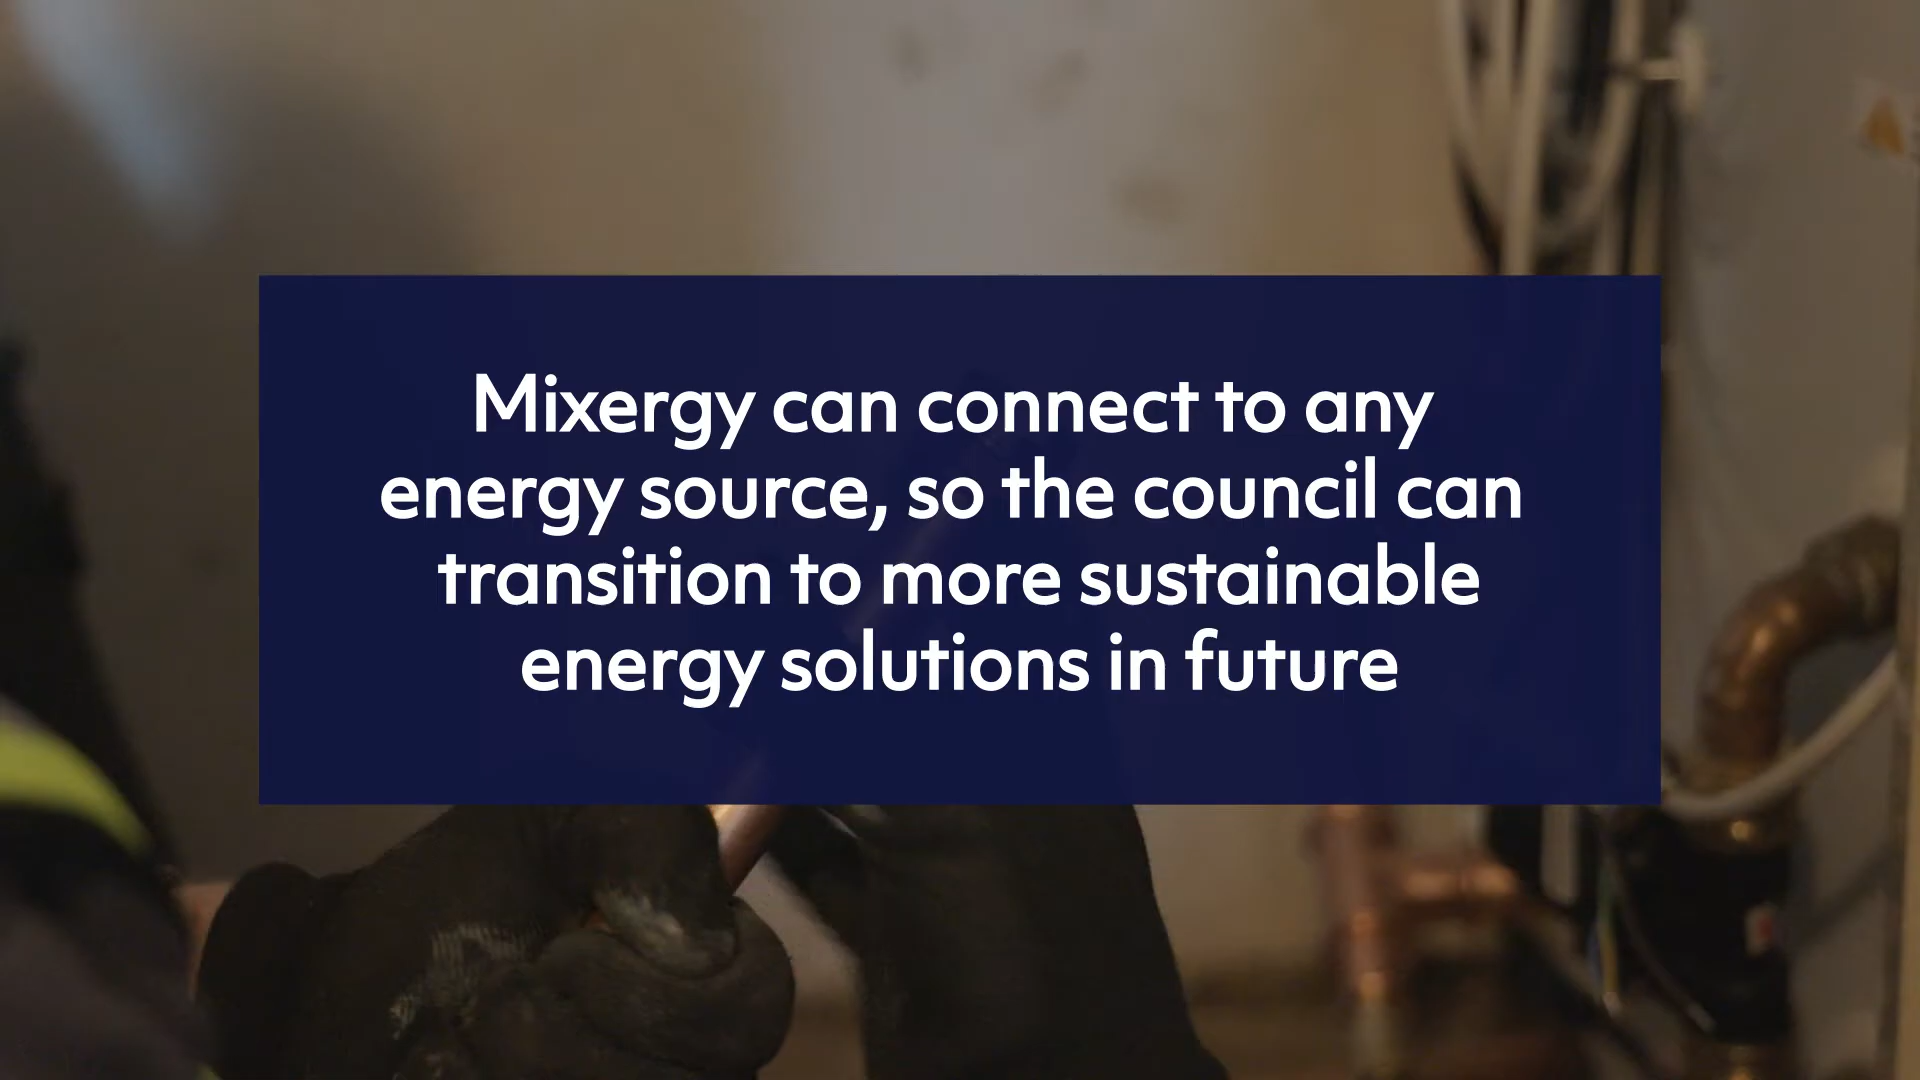 Mixergy can connect to any
energy source, so the council can
transition to more sustainable
energy solutions in future